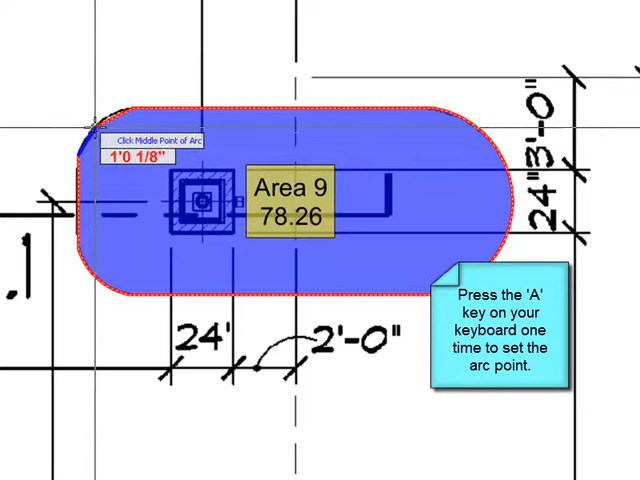 Click Middle Point of Arc
1'0 1/8"
Area 9
78.26
3'-0"
24"
24'
2'-0"
Press the 'A'
key on your
keyboard one
time to set the
arc point.